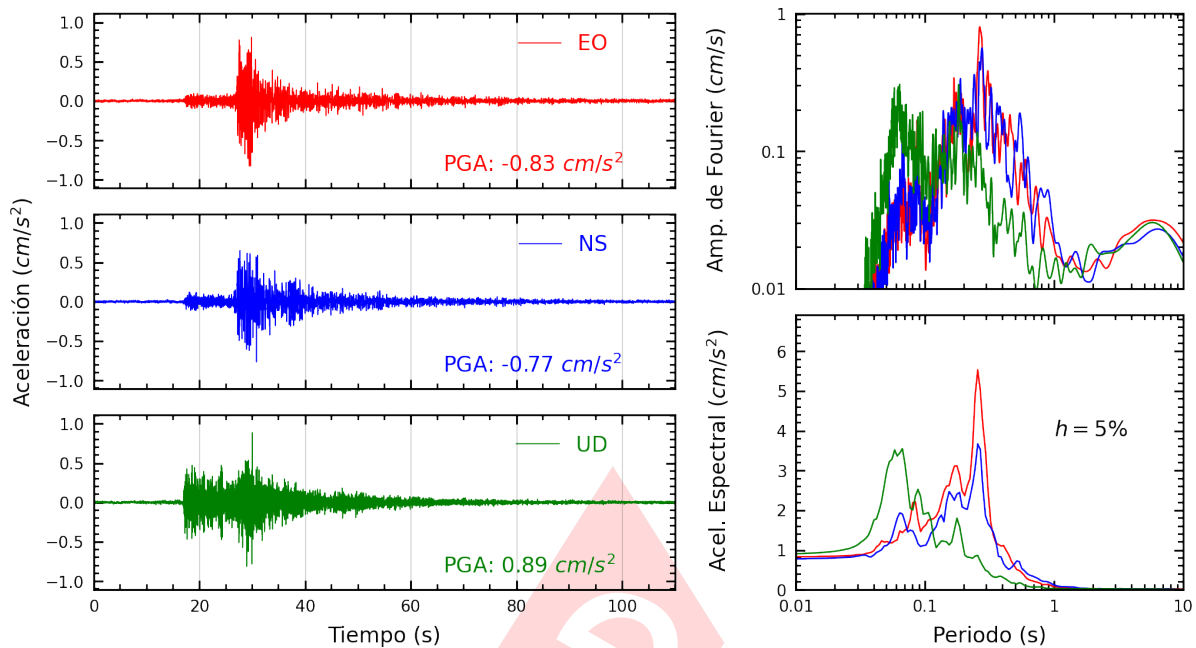 Aceleración (cm/s²)
1.0
0.5
0.0
−0.5
−1.0
EO
PGA: -0.83 cm/s²
1.0
0.5
0.0
−0.5
−1.0
NS
PGA: -0.77 cm/s²
1.0
0.5
0.0
−0.5
−1.0
UD
PGA: 0.89 cm/s²
0 20 40 60 80 100
Tiempo (s)
Amp. de Fourier (cm/s)
1
0.1
0.01
Acel. Espectral (cm/s²)
6
5
4
3
2
1
0
h = 5%
0.01 0.1 1 10
Periodo (s)